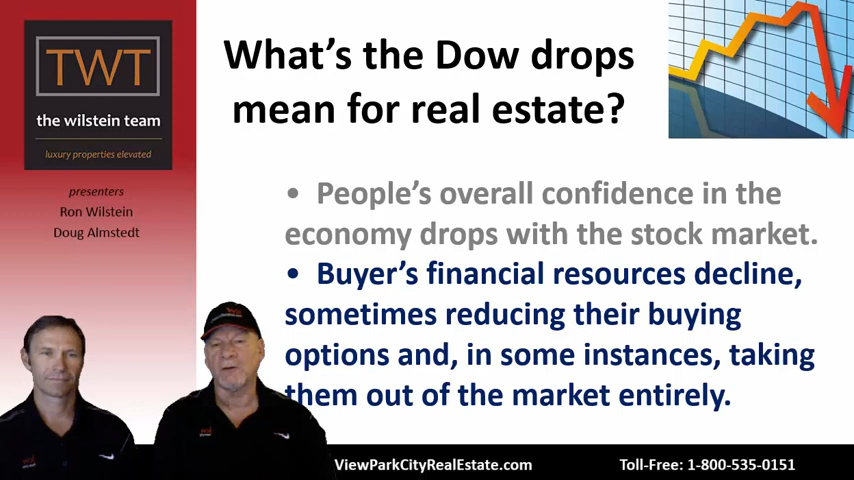 TWT
the wilstein team
luxury properties elevated
presenters
Ron Wilstein
Doug Almstedt
What's the Dow drops
mean for real estate?
• People's overall confidence in the
economy drops with the stock market.
• Buyer's financial resources decline,
sometimes reducing their buying
options and, in some instances, taking
them out of the market entirely.
ViewParkCityRealEstate.com
Toll-Free: 1-800-535-0151